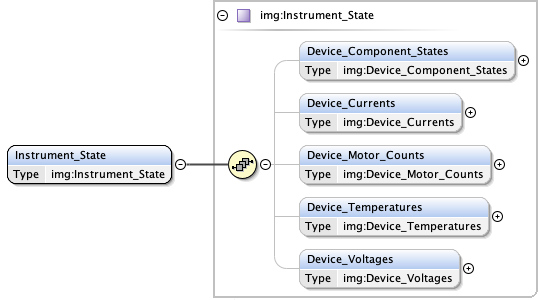 img:Instrument_State
Device_Component_States
Type img:Device_Component_States
Device_Currents
Type img:Device_Currents
Instrument_State
Type img:Instrument_State
Device_Motor_Counts
Type img:Device_Motor_Counts
Device_Temperatures
Type img:Device_Temperatures
Device_Voltages
Type img:Device_Voltages